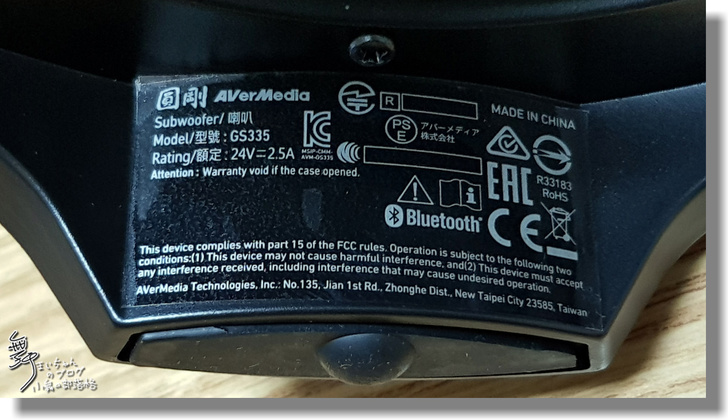 圓剛 AVerMedia
Subwoofer/ 喇叭
Model/型號 : GS335
Rating/額定 : 24V⎓2.5A
Attention : Warranty void if the case opened.
MSIP-CMM-
AVM-GS335
R
PS
E
アバーメディア
株式会社
MADE IN CHINA
R33183
RoHS
EAC
CE
Bluetooth
This device complies with part 15 of the FCC rules. Operation is subject to the following two
conditions:(1) This device may not cause harmful interference, and(2) This device must accept
any interference received, including interference that may cause undesired operation.
AVerMedia Technologies, Inc.: No.135, Jian 1st Rd., Zhonghe Dist., New Taipei City 23585, Taiwan